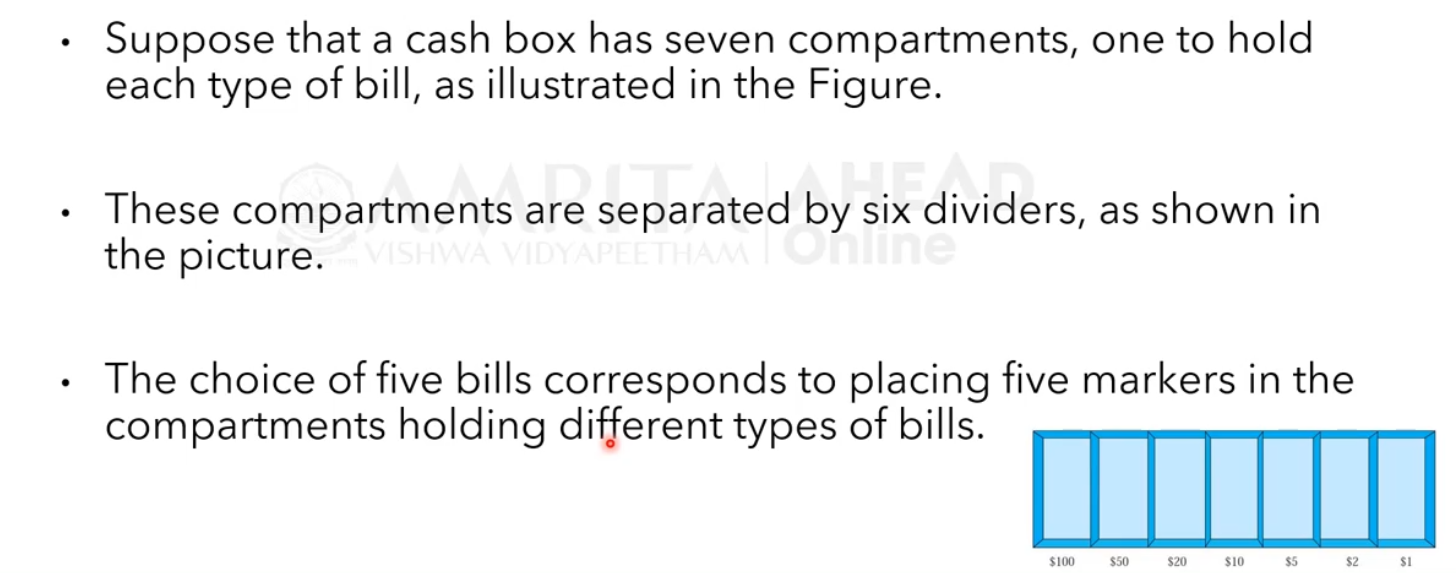 • Suppose that a cash box has seven compartments, one to hold
each type of bill, as illustrated in the Figure.
AMRITA AHEAD
• These compartments are separated by six dividers, as shown in
VISHWA VIDYAPEETHAM Online
the picture.
• The choice of five bills corresponds to placing five markers in the
compartments holding different types of bills.
$100 $50 $20 $10 $5 $2 $1